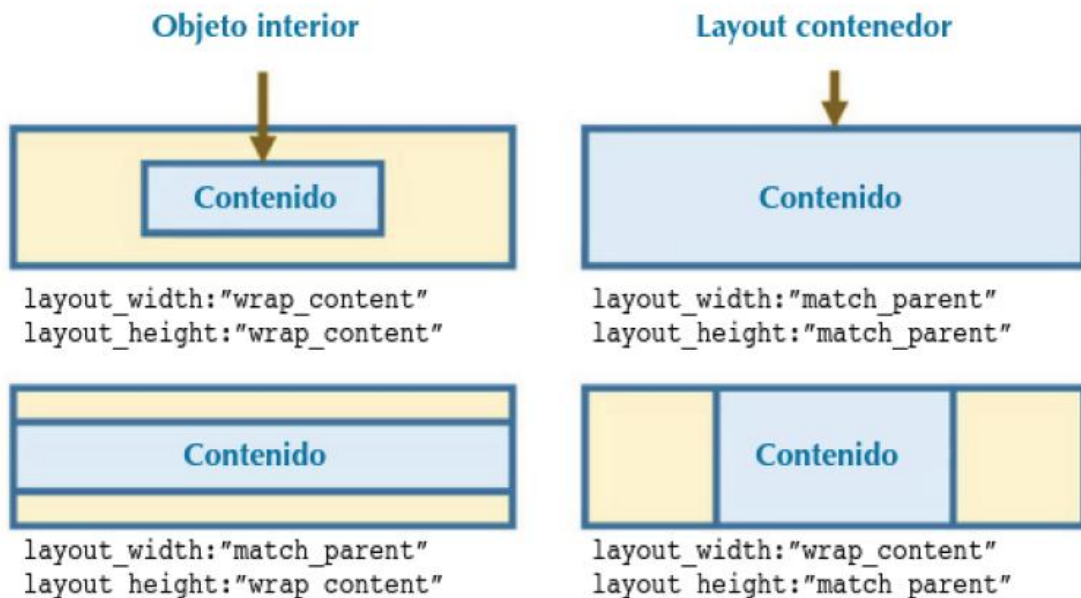 Objeto interior
Layout contenedor
Contenido
Contenido
layout_width:"wrap_content"
layout_height:"wrap_content"
layout_width:"match_parent"
layout_height:"match_parent"
Contenido
Contenido
layout_width:"match_parent"
layout_height:"wrap_content"
layout_width:"wrap_content"
layout_height:"match_parent"